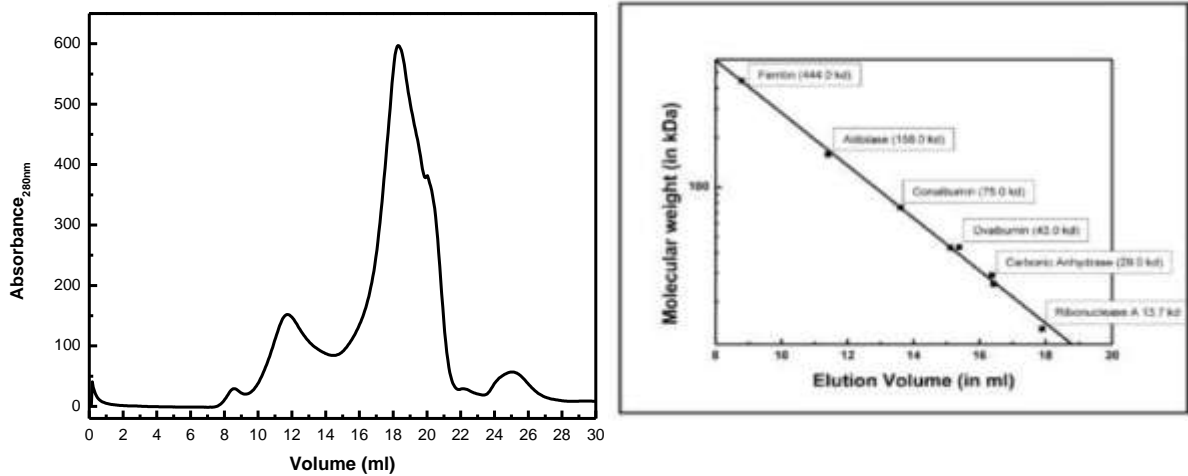 600
500
400
300
200
100
0
Absorbance280nm
0 2 4 6 8 10 12 14 16 18 20 22 24 26 28 30
Volume (ml)
Ferritin (444.0 kd)
Aldolase (158.0 kd)
Conalbumin (75.0 kd)
Ovalbumin (43.0 kd)
Carbonic Anhydrase (29.0 kd)
Ribonuclease A 13.7 kd
100
Molecular weight (in kDa)
8 10 12 14 16 18 20
Elution Volume (in ml)